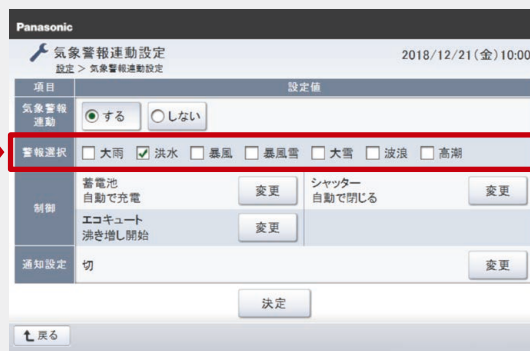 Panasonic
気象警報連動設定
2018/12/21(金)10:00
設定 > 気象警報連動設定
項目 設定値
気象警報連動 する しない
警報選択 大雨 洪水 暴風 暴風雪 大雪 波浪 高潮
制御
蓄電池 自動で充電 変更
シャッター 自動で閉じる 変更
エコキュート 沸き増し開始 変更
通知設定 切 変更
決定
戻る